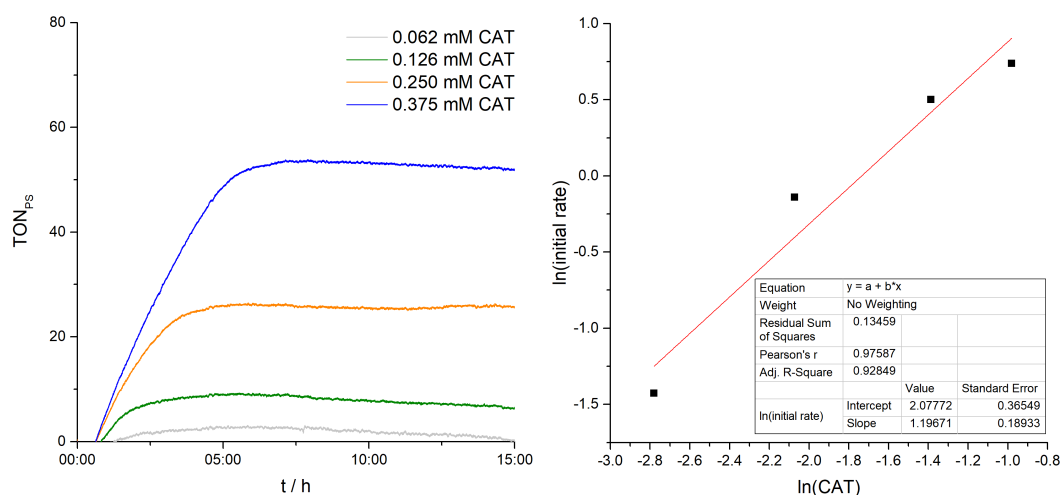 80
60
40
20
0
TON_PS
00:00 05:00 10:00 15:00
t / h
0.062 mM CAT
0.126 mM CAT
0.250 mM CAT
0.375 mM CAT
1.0
0.5
0.0
-0.5
-1.0
-1.5
ln(initial rate)
-3.0 -2.8 -2.6 -2.4 -2.2 -2.0 -1.8 -1.6 -1.4 -1.2 -1.0 -0.8
ln(CAT)
Equation y = a + b*x
Weight No Weighting
Residual Sum
of Squares 0.13459
Pearson's r 0.97587
Adj. R-Square 0.92849
Value Standard Error
ln(initial rate) Intercept 2.07772 0.36549
Slope 1.19671 0.18933